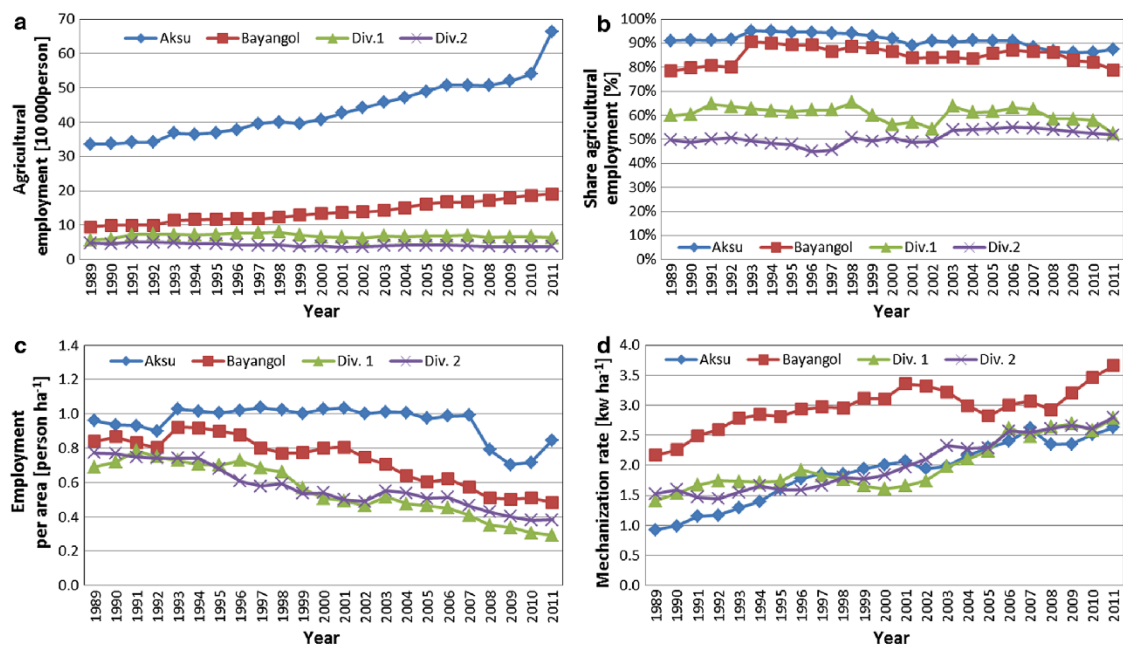 a
70
60
50
40
30
20
10
0
Agricultural
employment [10 000person]
Aksu Bayangol Div.1 Div.2
1989 1990 1991 1992 1993 1994 1995 1996 1997 1998 1999 2000 2001 2002 2003 2004 2005 2006 2007 2008 2009 2010 2011
Year
b
100%
90%
80%
70%
60%
50%
40%
30%
20%
10%
0%
Share agricultural
employment [%]
Aksu Bayangol Div.1 Div.2
1989 1990 1991 1992 1993 1994 1995 1996 1997 1998 1999 2000 2001 2002 2003 2004 2005 2006 2007 2008 2009 2010 2011
Year
c
1.4
1.2
1.0
0.8
0.6
0.4
0.2
0.0
Employment
per area [person ha⁻¹]
Aksu Bayangol Div. 1 Div. 2
1989 1990 1991 1992 1993 1994 1995 1996 1997 1998 1999 2000 2001 2002 2003 2004 2005 2006 2007 2008 2009 2010 2011
Year
d
4.0
3.5
3.0
2.5
2.0
1.5
1.0
0.5
0.0
Mechanization rate [kw ha⁻¹]
Aksu Bayangol Div. 1 Div. 2
1989 1990 1991 1992 1993 1994 1995 1996 1997 1998 1999 2000 2001 2002 2003 2004 2005 2006 2007 2008 2009 2010 2011
Year